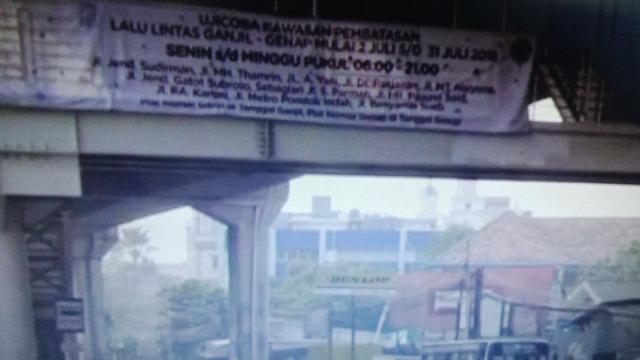 UJICOBA KAWASAN PEMBATASAN
LALU LINTAS GANJIL - GENAP MULAI 2 JULI S/D 31 JULI 2018
SENIN s/d MINGGU PUKUL 06.00 - 21.00
Jl. Jend. Sudirman, Jl. MH. Thamrin, JL. A. Yani, Jl. DI. Panjaitan, Jl. MT. Haryono,
Jl. Jend. Gatot Subroto, Sebagian Jl. S. Parman, Jl. HR. Rasuna Said,
Jl. RA. Kartini, Jl. Metro Pondok Indah, Jl. Benyamin Sueb
Plat Nomor Ganjil di Tanggal Ganjil, Plat Nomor Genap di Tanggal Genap
DUNLOP